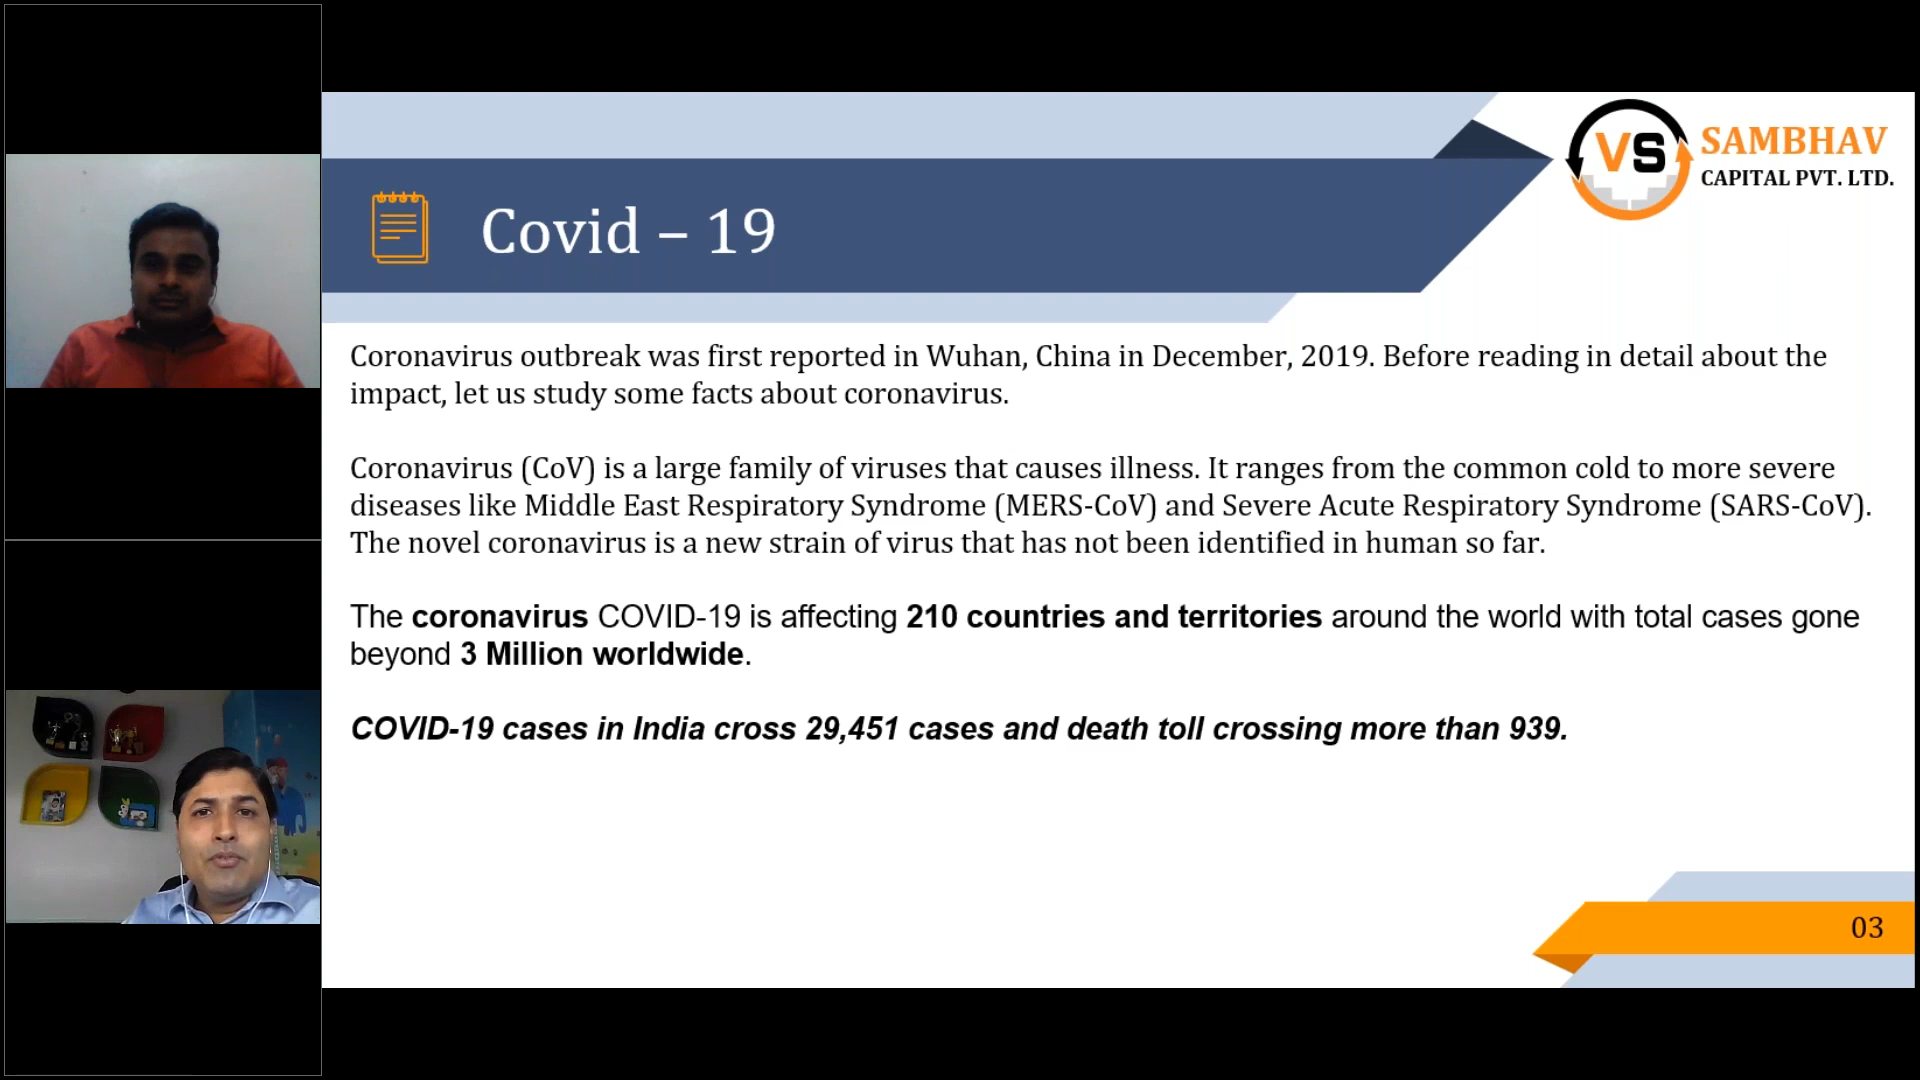 VS
SAMBHAV
CAPITAL PVT. LTD.
Covid – 19
Coronavirus outbreak was first reported in Wuhan, China in December, 2019. Before reading in detail about the
impact, let us study some facts about coronavirus.
Coronavirus (CoV) is a large family of viruses that causes illness. It ranges from the common cold to more severe
diseases like Middle East Respiratory Syndrome (MERS-CoV) and Severe Acute Respiratory Syndrome (SARS-CoV).
The novel coronavirus is a new strain of virus that has not been identified in human so far.
The coronavirus COVID-19 is affecting 210 countries and territories around the world with total cases gone
beyond 3 Million worldwide.
COVID-19 cases in India cross 29,451 cases and death toll crossing more than 939.
03